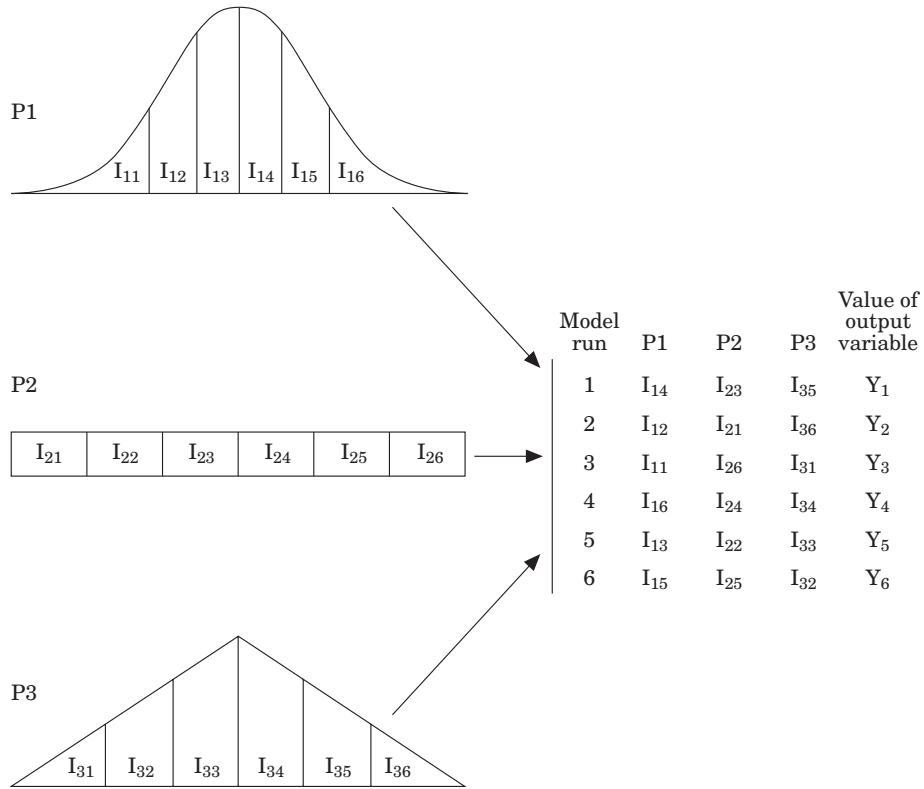 P1
I₁₁ I₁₂ I₁₃ I₁₄ I₁₅ I₁₆
P2
I₂₁ I₂₂ I₂₃ I₂₄ I₂₅ I₂₆
P3
I₃₁ I₃₂ I₃₃ I₃₄ I₃₅ I₃₆
Model run P1 P2 P3 Value of output variable
1 I₁₄ I₂₃ I₃₅ Y₁
2 I₁₂ I₂₁ I₃₆ Y₂
3 I₁₁ I₂₆ I₃₁ Y₃
4 I₁₆ I₂₄ I₃₄ Y₄
5 I₁₃ I₂₂ I₃₃ Y₅
6 I₁₅ I₂₅ I₃₂ Y₆